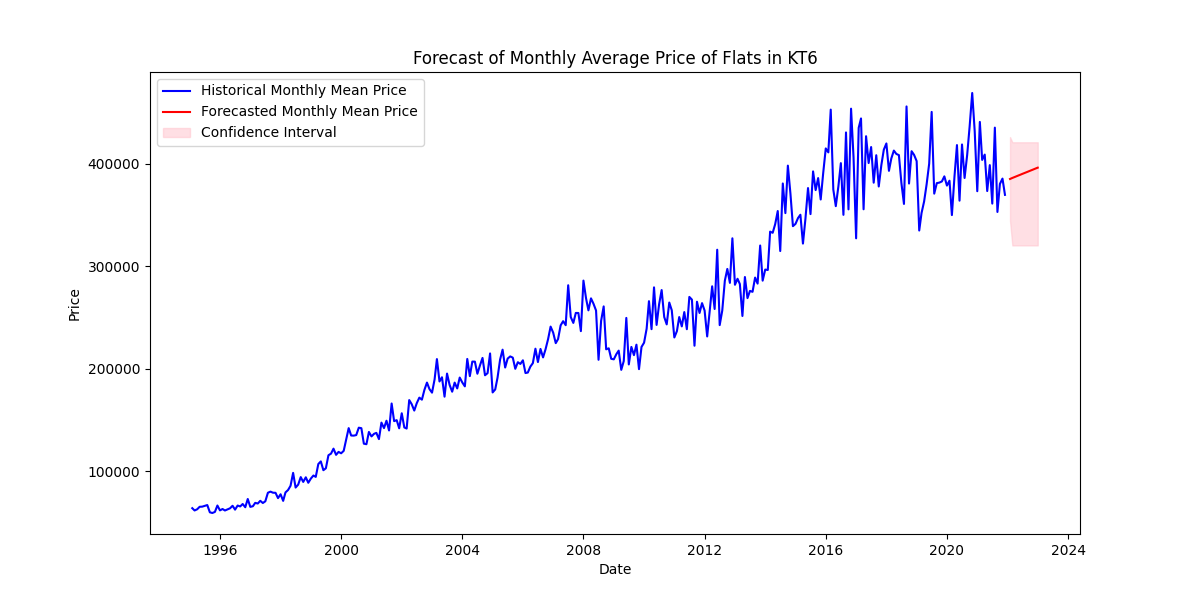 Forecast of Monthly Average Price of Flats in KT6
Historical Monthly Mean Price
Forecasted Monthly Mean Price
Confidence Interval
400000
300000
200000
100000
Price
1996 2000 2004 2008 2012 2016 2020 2024
Date